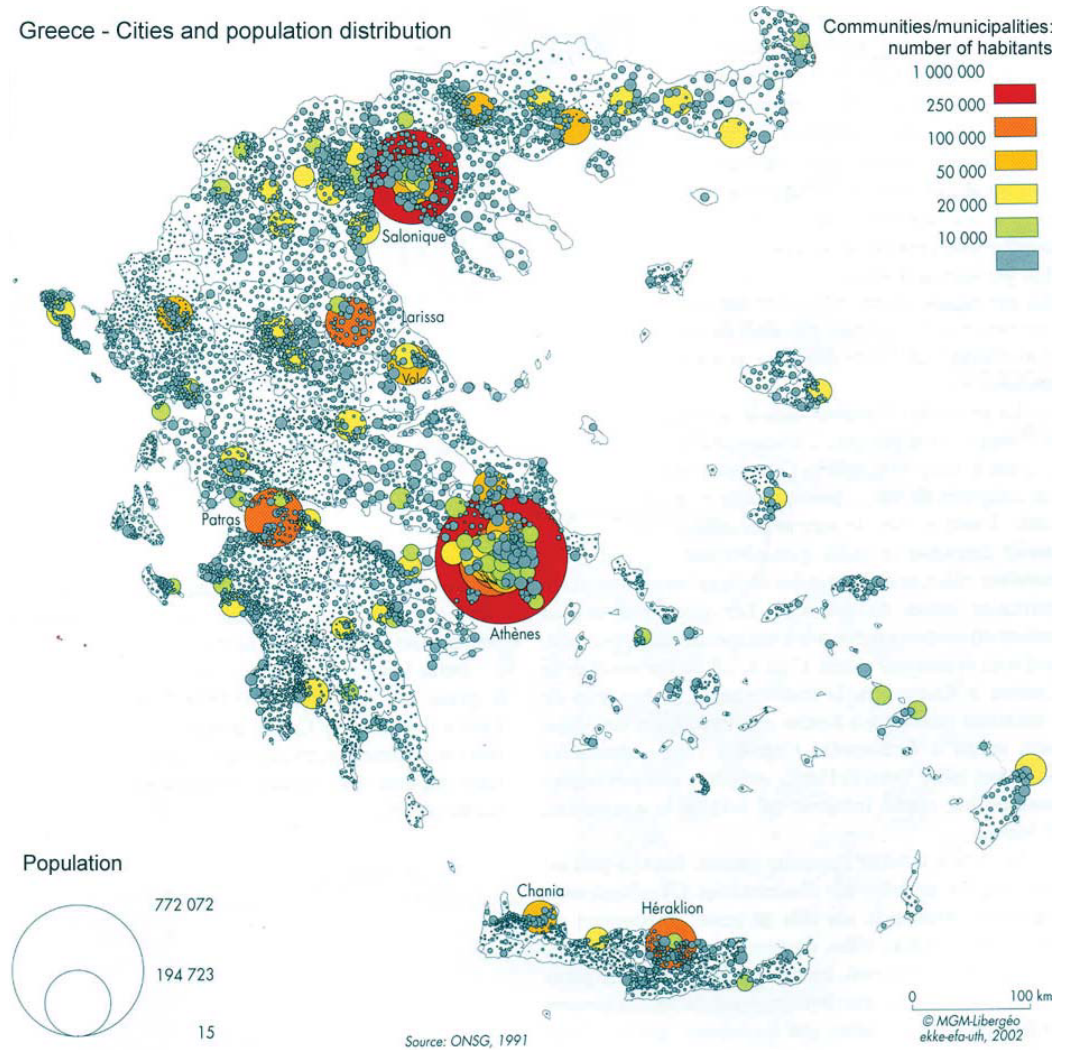 Greece - Cities and population distribution
Communities/municipalities:
number of habitants
1 000 000
250 000
100 000
50 000
20 000
10 000
Salonique
Larissa
Volos
Patras
Athènes
Population
772 072
194 723
15
Chania
Héraklion
0 100 km
© MGM-Libergéo
ekke-efa-uth, 2002
Source: ONSG, 1991